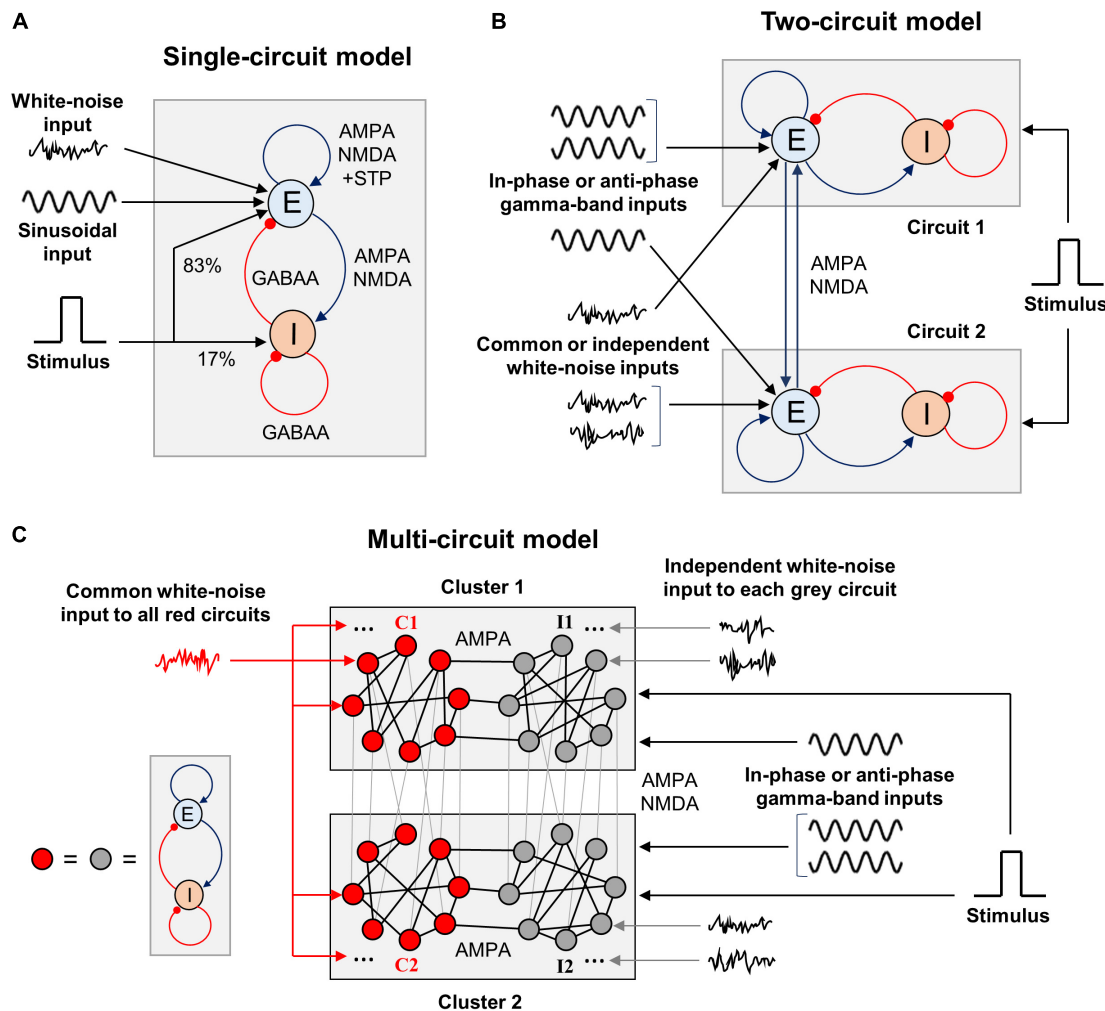 A
Single-circuit model
White-noise
input
Sinusoidal
input
83%
Stimulus
17%
AMPA
NMDA
+STP
E
AMPA
NMDA
GABAA
I
GABAA
B
Two-circuit model
In-phase or anti-phase
gamma-band inputs
Common or independent
white-noise inputs
E
I
Circuit 1
AMPA
NMDA
Stimulus
Circuit 2
E
I
C
Multi-circuit model
Common white-noise
input to all red circuits
Cluster 1
Independent white-noise
input to each grey circuit
... C1 I1 ...
AMPA
AMPA
NMDA
In-phase or anti-phase
gamma-band inputs
Stimulus
= =
E
I
AMPA
... C2 I2 ...
Cluster 2